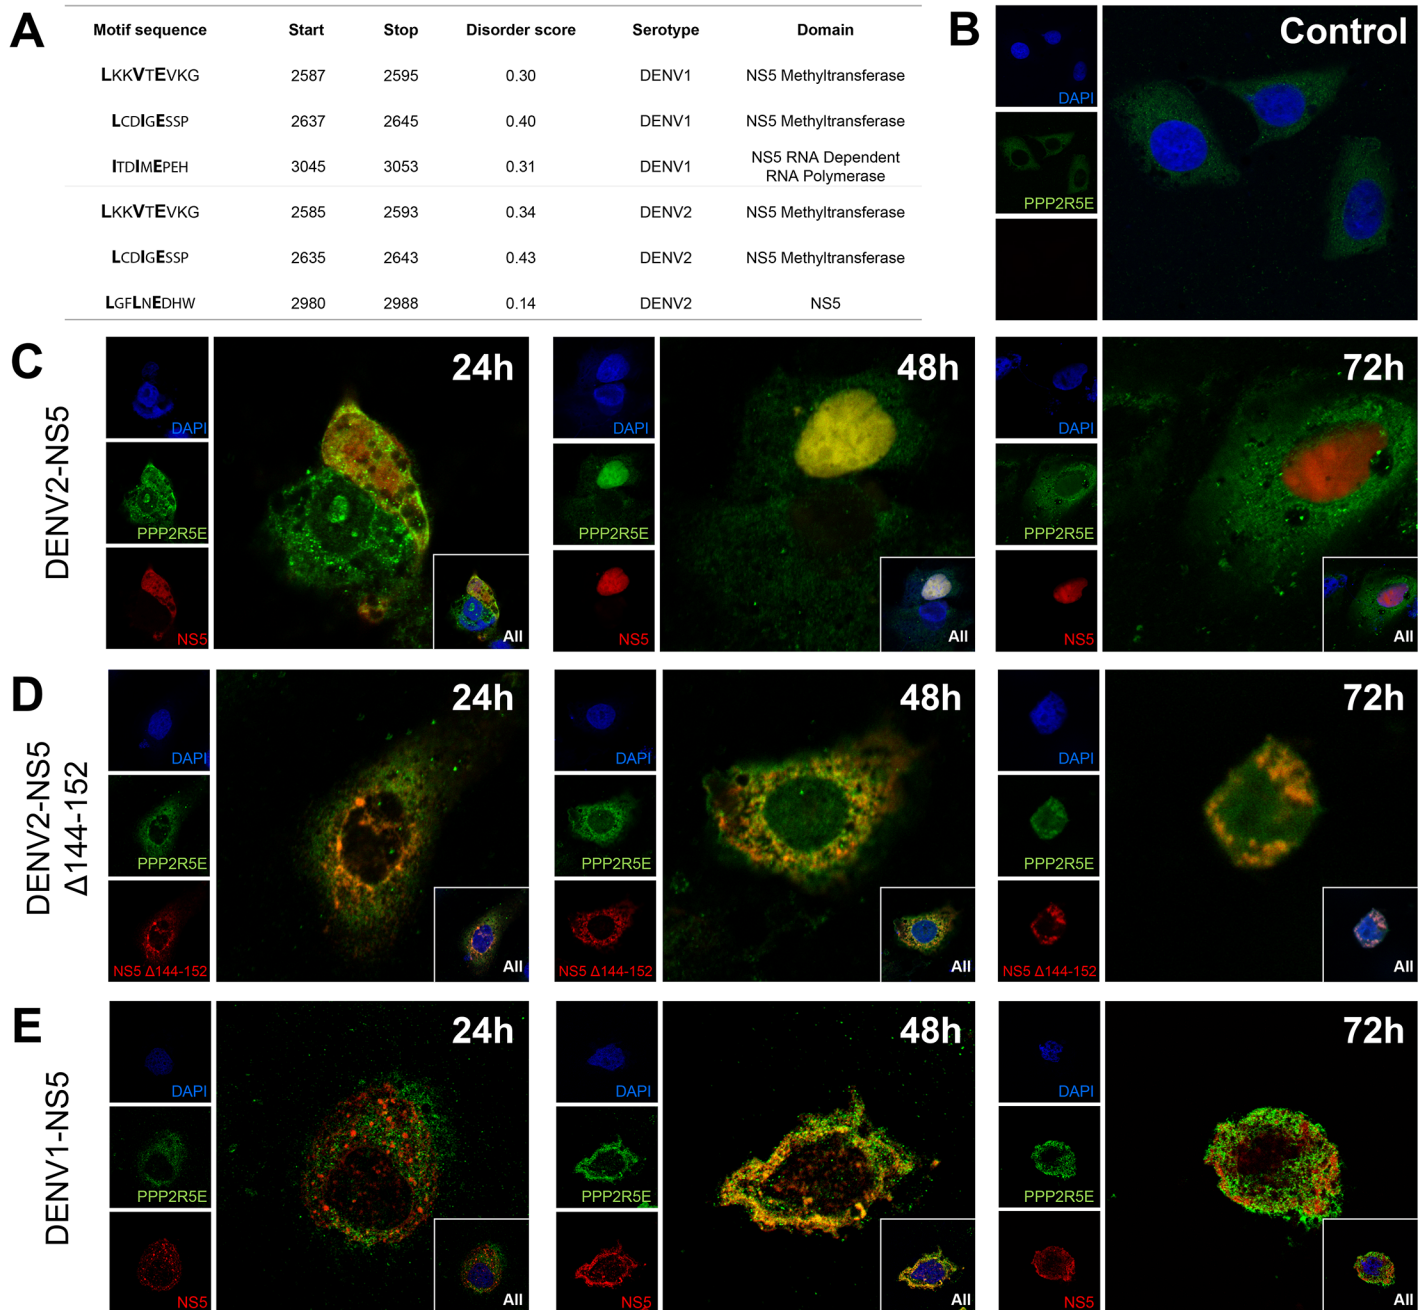 A
Motif sequence Start Stop Disorder score Serotype Domain
LKKVTEVKG 2587 2595 0.30 DENV1 NS5 Methyltransferase
LCDIGESSP 2637 2645 0.40 DENV1 NS5 Methyltransferase
ITDIMEPEH 3045 3053 0.31 DENV1 NS5 RNA Dependent
RNA Polymerase
LKKVTEVKG 2585 2593 0.34 DENV2 NS5 Methyltransferase
LCDIGESSP 2635 2643 0.43 DENV2 NS5 Methyltransferase
LGFLNEDHW 2980 2988 0.14 DENV2 NS5
B
Control
DAPI
PPP2R5E
C
DENV2-NS5
24h
DAPI
PPP2R5E
NS5
All
48h
DAPI
PPP2R5E
NS5
All
72h
DAPI
PPP2R5E
NS5
All
D
DENV2-NS5
Δ144-152
24h
DAPI
PPP2R5E
NS5 Δ144-152
All
48h
DAPI
PPP2R5E
NS5 Δ144-152
All
72h
DAPI
PPP2R5E
NS5 Δ144-152
All
E
DENV1-NS5
24h
DAPI
PPP2R5E
NS5
All
48h
DAPI
PPP2R5E
NS5
All
72h
DAPI
PPP2R5E
NS5
All